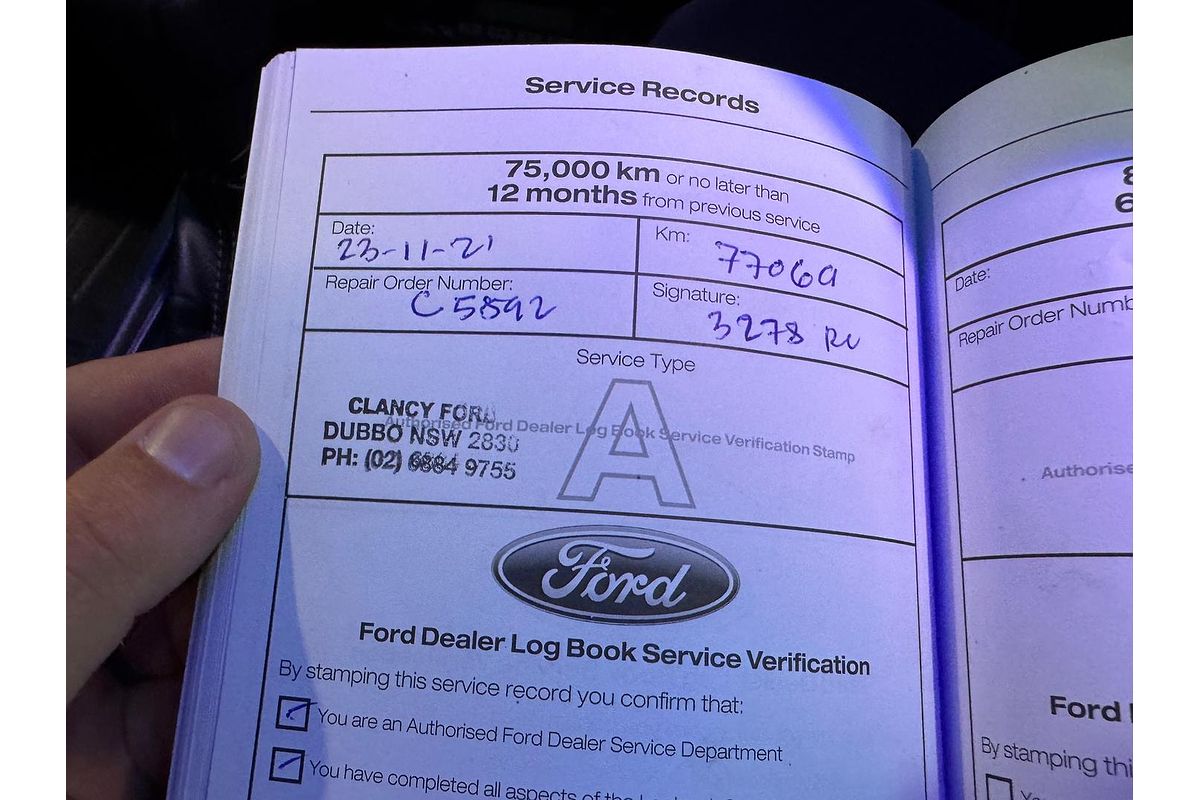 Service Records
75,000 km or no later than
12 months from previous service
Date:
23-11-21
Km:
77069
Repair Order Number:
C5892
Signature:
3278
Service Type
A
Authorised Ford Dealer Log Book Service Verification Stamp
CLANCY FORD
DUBBO NSW 2830
PH: (02) 6884 9755
Ford
Ford Dealer Log Book Service Verification
By stamping this service record you confirm that:
You are an Authorised Ford Dealer Service Department
You have completed all aspects of the
Date:
Repair Order Numb
Authorise
Ford
By stamping thi